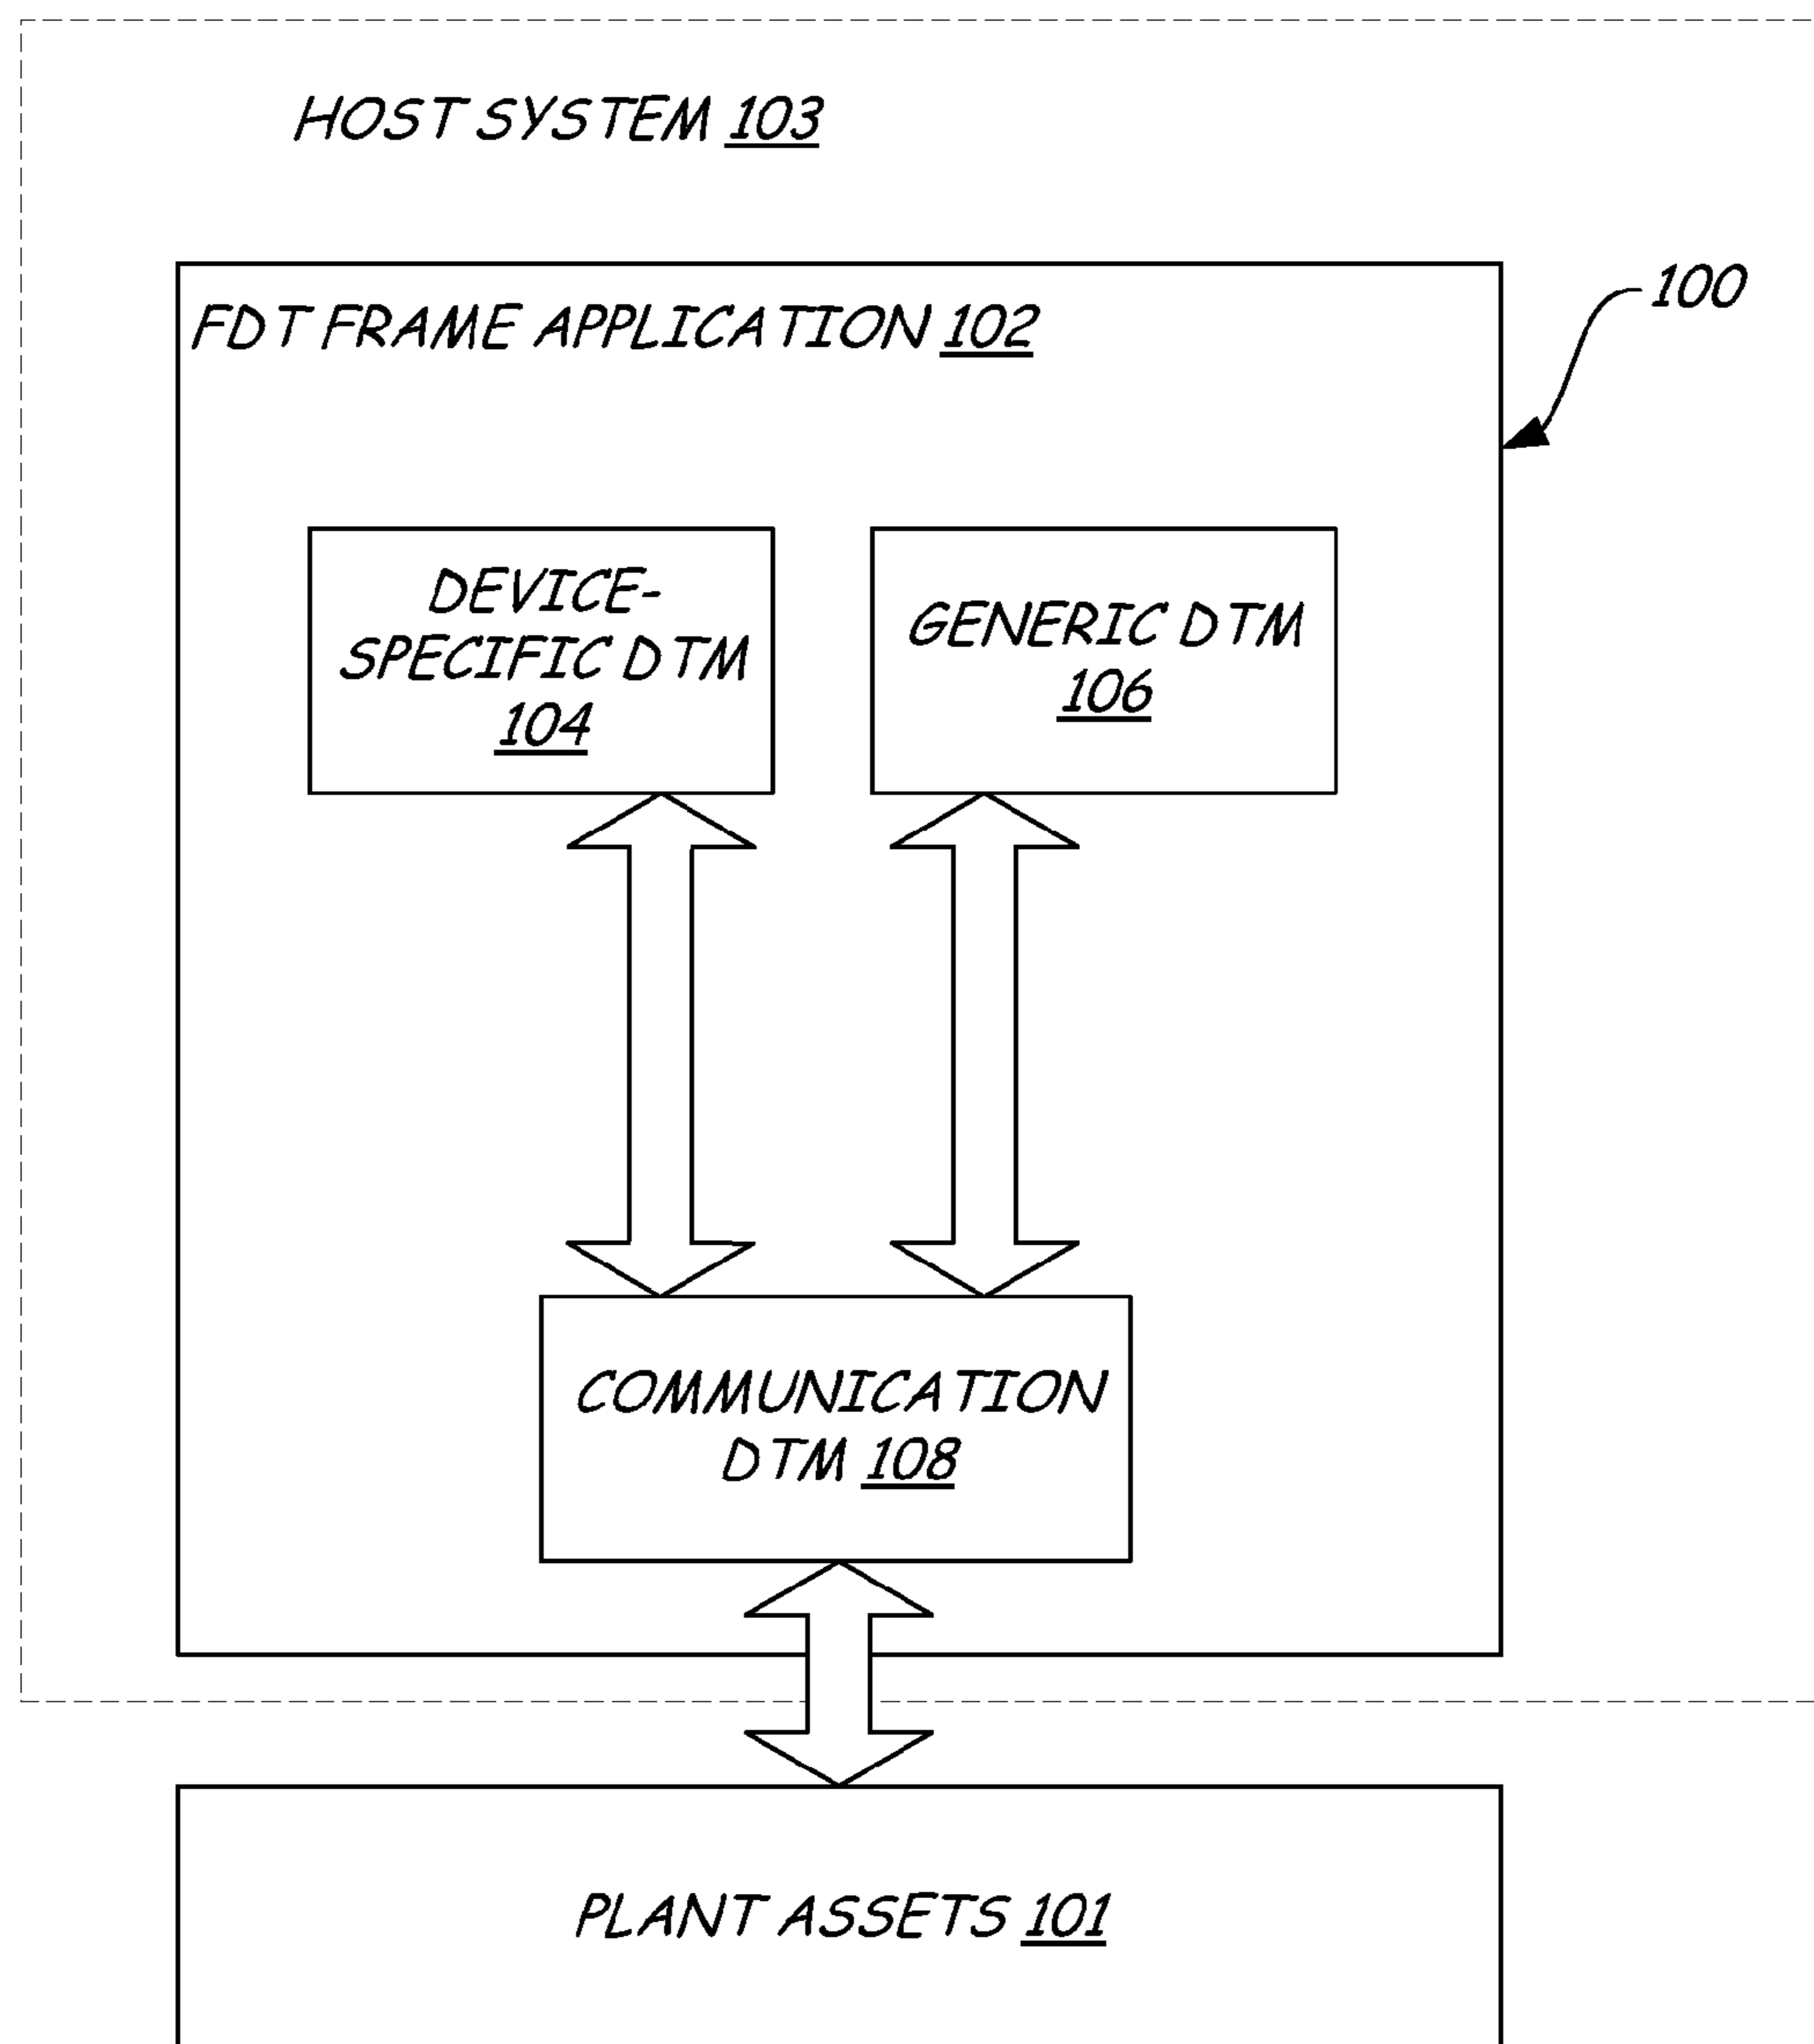 HOST SYSTEM 103
100
FDT FRAME APPLICATION 102
DEVICE-
SPECIFIC DTM
104
GENERIC DTM
106
COMMUNICATION
DTM 108
PLANT ASSETS 101